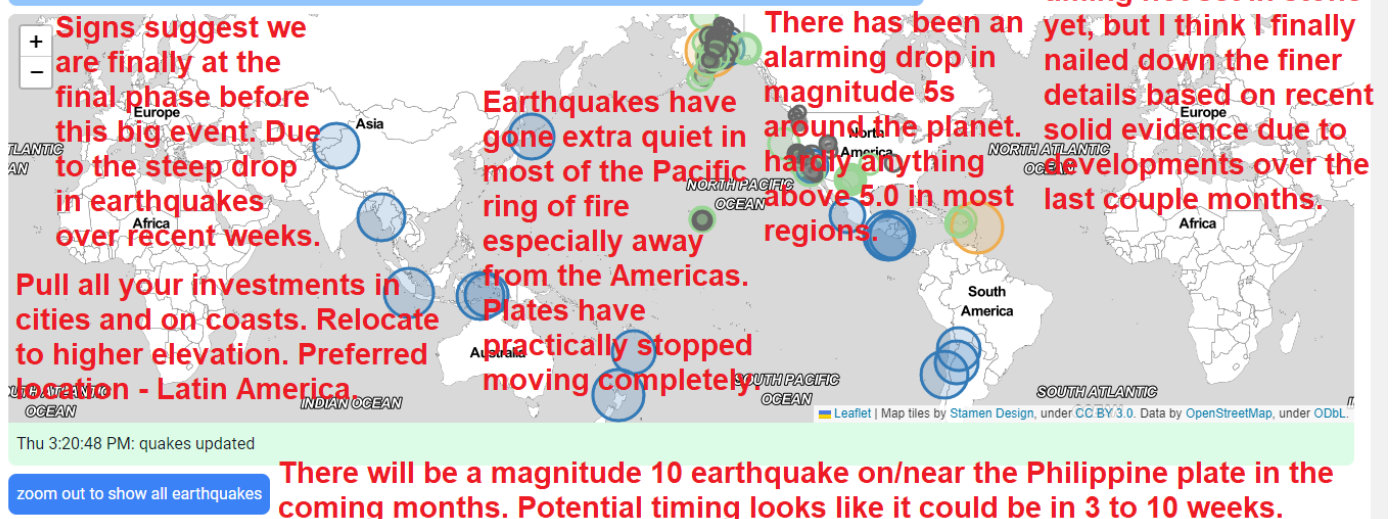 Signs suggest we
are finally at the
final phase before
this big event. Due
to the steep drop
in earthquakes
over recent weeks.
Pull all your investments in
cities and on coasts. Relocate
to higher elevation. Preferred
location - Latin America.
Earthquakes have
gone extra quiet in
most of the Pacific
ring of fire
especially away
from the Americas.
Plates have
practically stopped
moving completely.
There has been an
alarming drop in
magnitude 5s
around the planet.
hardly anything
above 5.0 in most
regions.
yet, but I think I finally
nailed down the finer
details based on recent
solid evidence due to
developments over the
last couple months.
+
−
Europe
Asia
Africa
Australia
INDIAN OCEAN
OCEAN
NORTH PACIFIC
OCEAN
North
America
NORTH ATLANTIC
OCEAN
Europe
Africa
South
America
SOUTH PACIFIC
OCEAN
SOUTH ATLANTIC
Leaflet | Map tiles by Stamen Design, under CC BY 3.0. Data by OpenStreetMap, under ODbL.
Thu 3:20:48 PM: quakes updated
zoom out to show all earthquakes
There will be a magnitude 10 earthquake on/near the Philippine plate in the
coming months. Potential timing looks like it could be in 3 to 10 weeks.